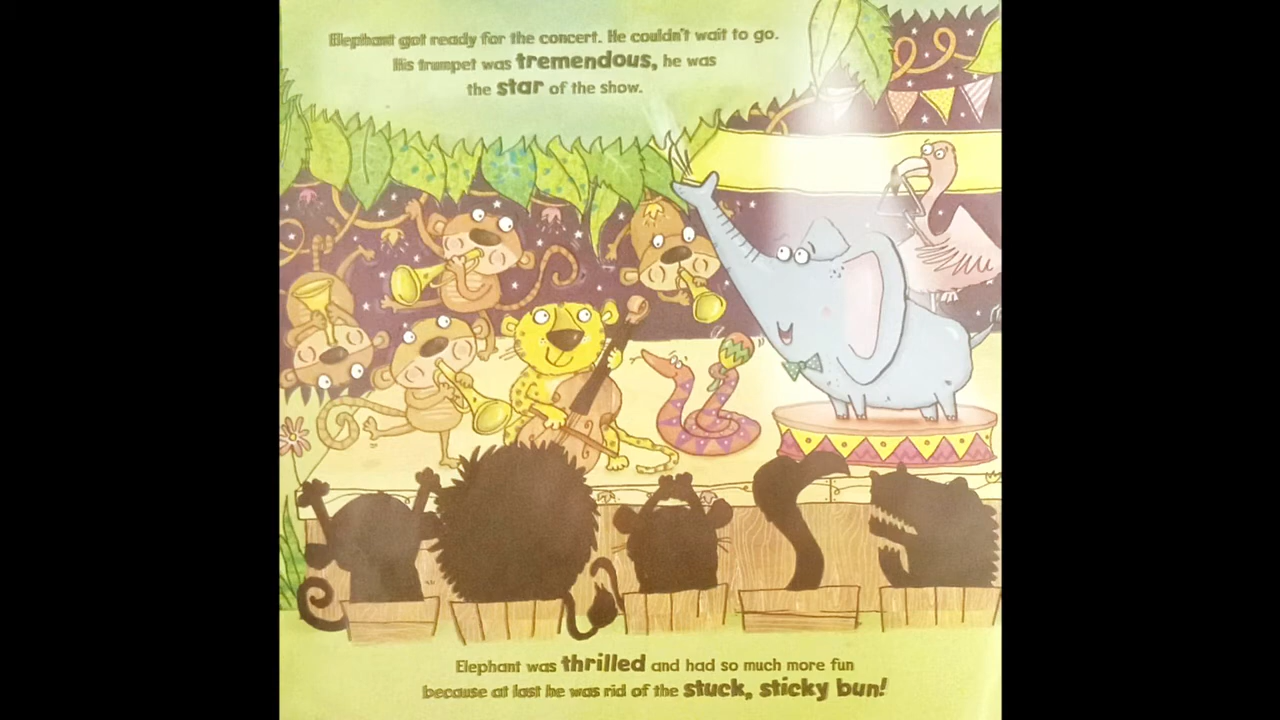 Elephant got ready for the concert. He couldn't wait to go.
His trumpet was tremendous, he was
the star of the show.
Elephant was thrilled and had so much more fun
because at last he was rid of the stuck, sticky bun!